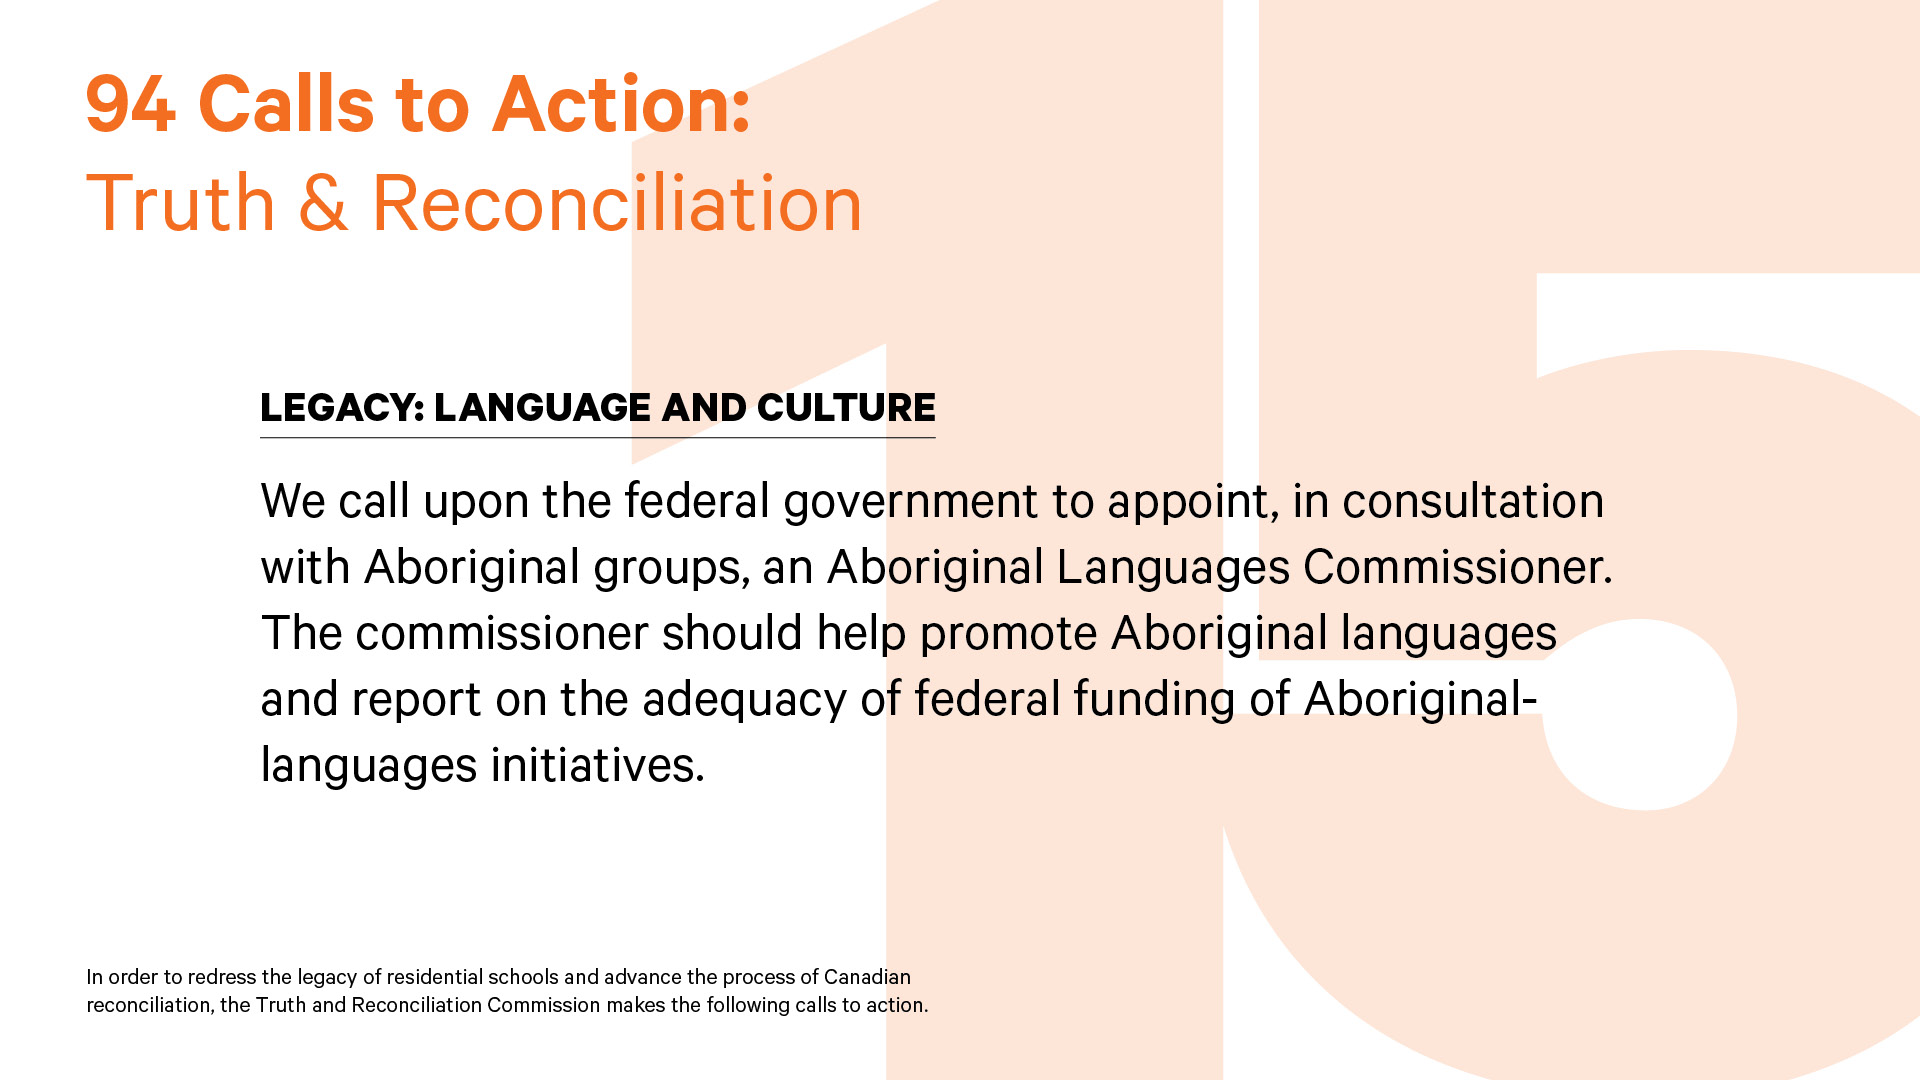 94 Calls to Action:
Truth & Reconciliation
15
LEGACY: LANGUAGE AND CULTURE
We call upon the federal government to appoint, in consultation
with Aboriginal groups, an Aboriginal Languages Commissioner.
The commissioner should help promote Aboriginal languages
and report on the adequacy of federal funding of Aboriginal-
languages initiatives.
In order to redress the legacy of residential schools and advance the process of Canadian
reconciliation, the Truth and Reconciliation Commission makes the following calls to action.